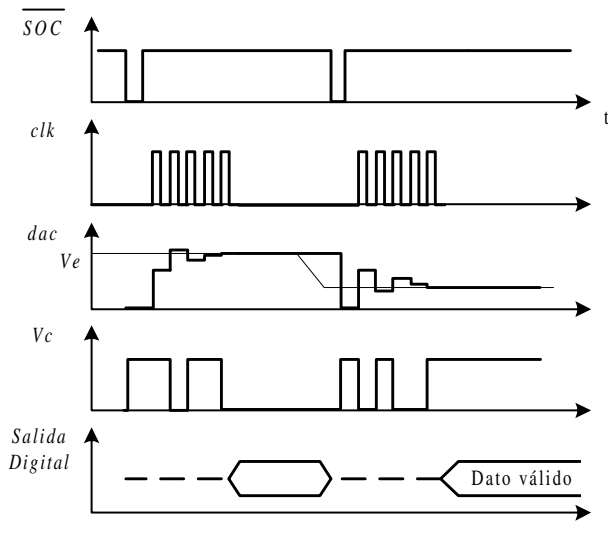 SOC
t
clk
dac
Ve
Vc
Salida
Digital
Dato válido